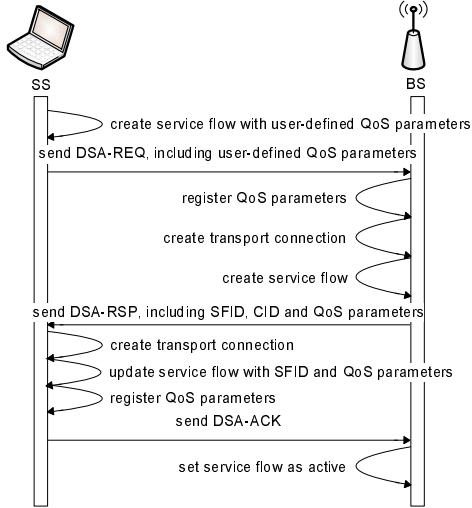 SS
BS
create service flow with user-defined QoS parameters
send DSA-REQ, including user-defined QoS parameters
register QoS parameters
create transport connection
create service flow
send DSA-RSP, including SFID, CID and QoS parameters
create transport connection
update service flow with SFID and QoS parameters
register QoS parameters
send DSA-ACK
set service flow as active